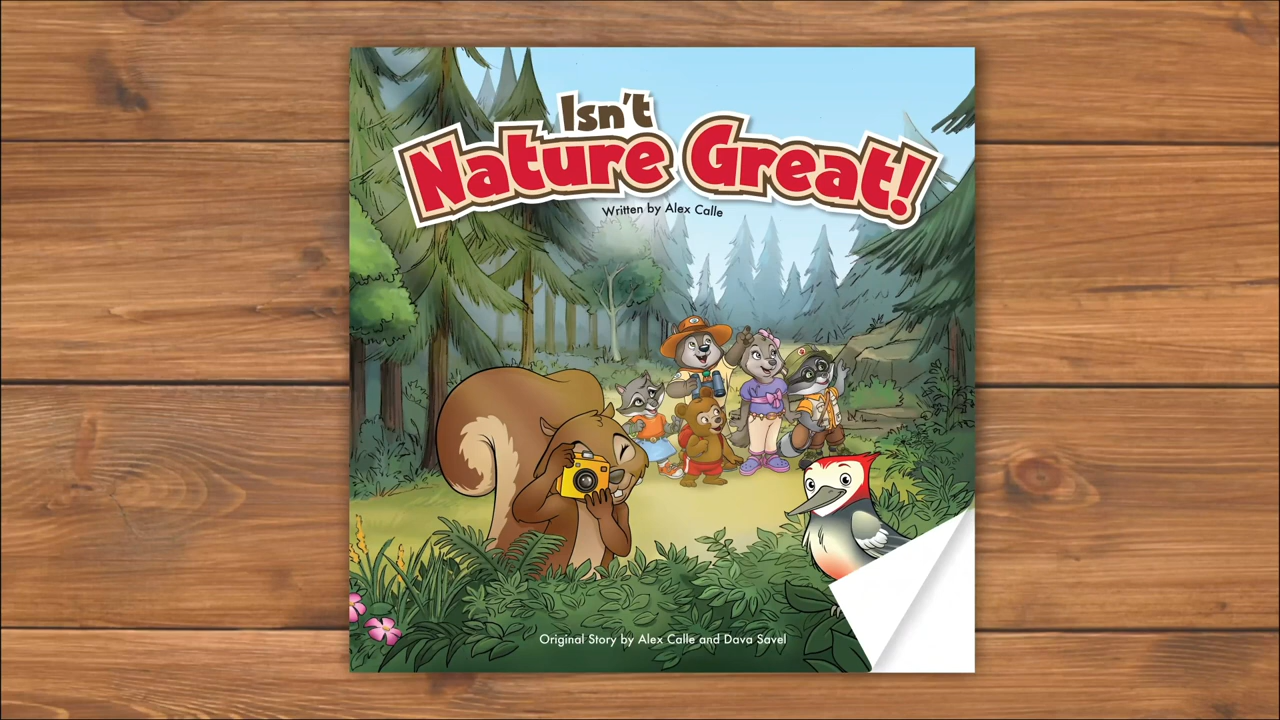 Isn't
Nature Great!
Written by Alex Calle
Original Story by Alex Calle and Dava Savel